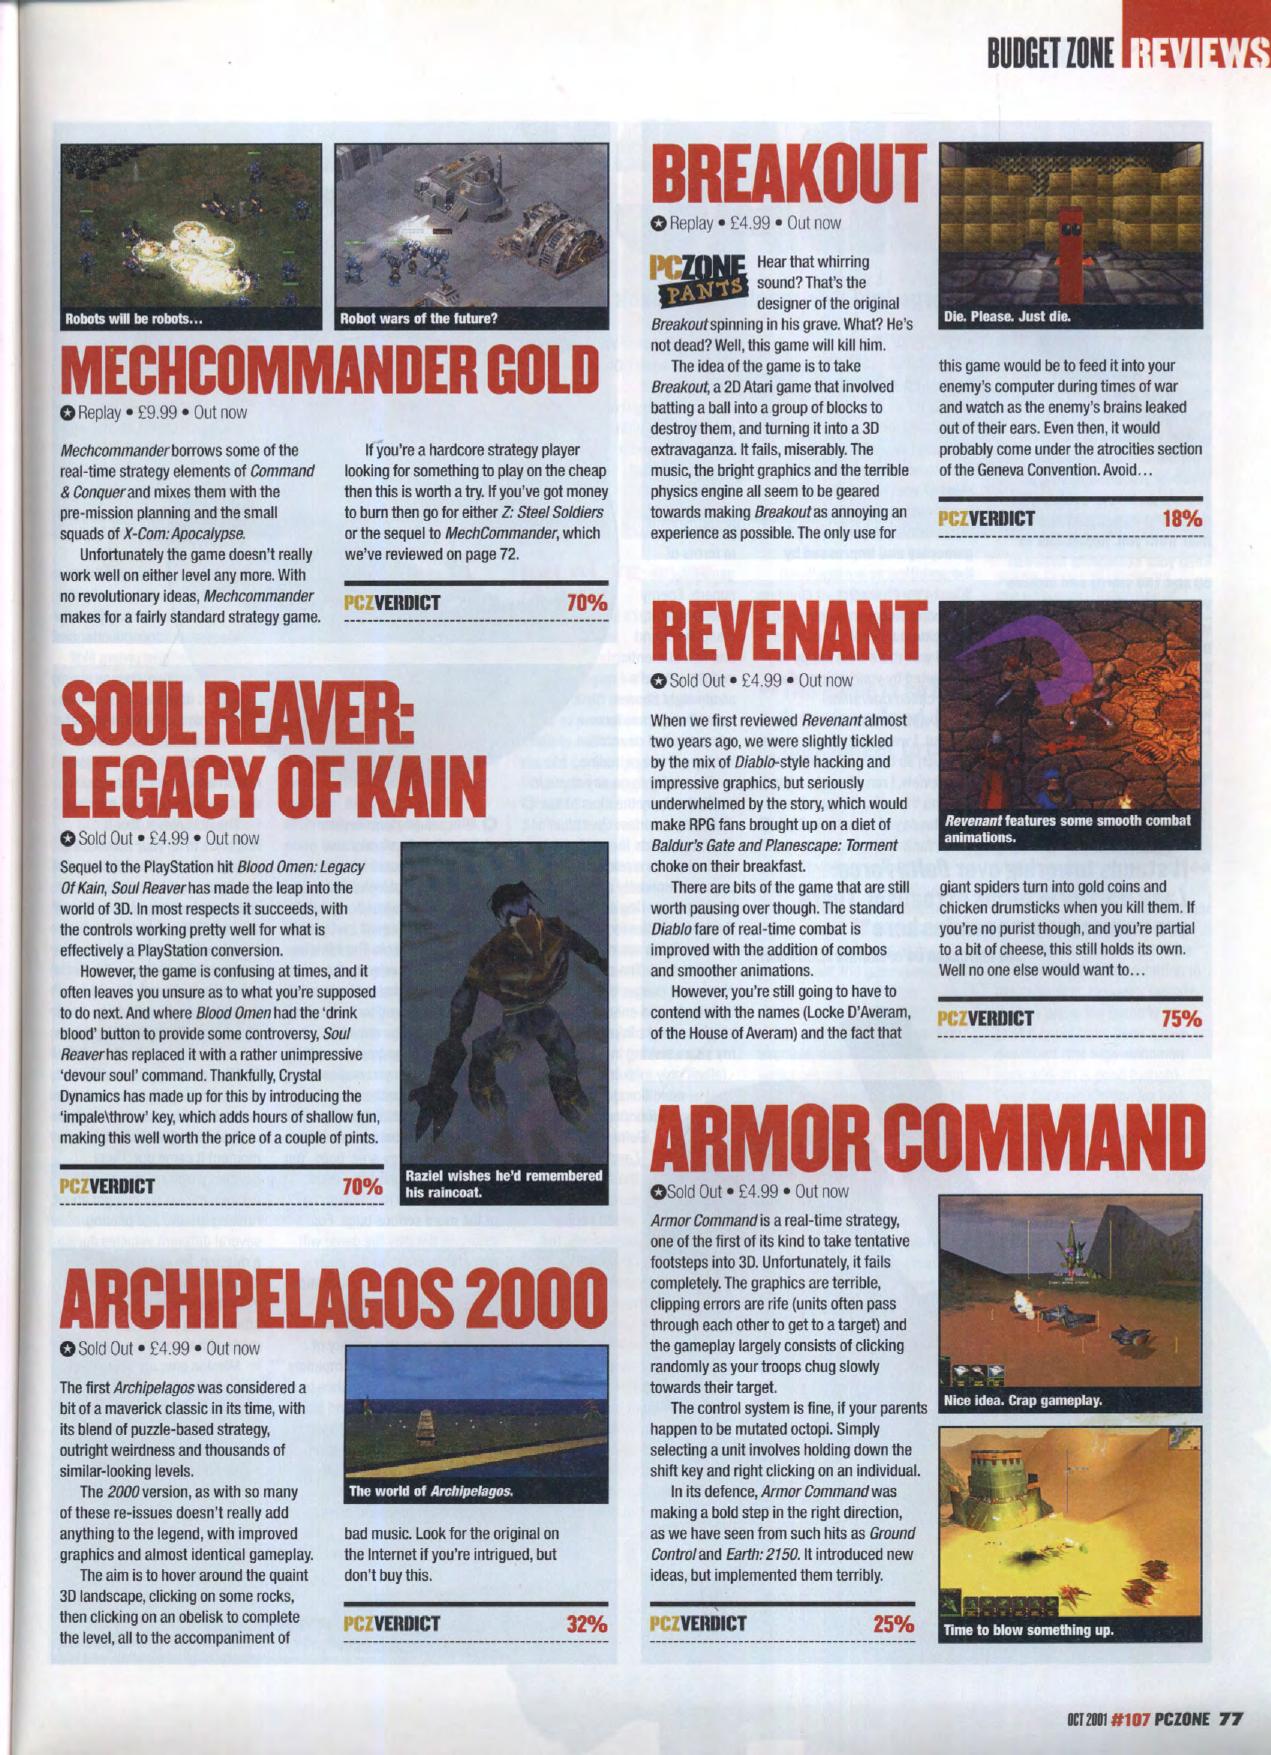 BUDGET ZONE REVIEWS
Robots will be robots...
Robot wars of the future?
MECHCOMMANDER GOLD
Replay • £9.99 • Out now
Mechcommander borrows some of the
real-time strategy elements of Command
& Conquer and mixes them with the
pre-mission planning and the small
squads of X-Com: Apocalypse.
Unfortunately the game doesn't really
work well on either level any more. With
no revolutionary ideas, Mechcommander
makes for a fairly standard strategy game.
If you're a hardcore strategy player
looking for something to play on the cheap
then this is worth a try. If you've got money
to burn then go for either Z: Steel Soldiers
or the sequel to MechCommander, which
we've reviewed on page 72.
PCZVERDICT 70%
SOUL REAVER:
LEGACY OF KAIN
Sold Out • £4.99 • Out now
Sequel to the PlayStation hit Blood Omen: Legacy
Of Kain, Soul Reaver has made the leap into the
world of 3D. In most respects it succeeds, with
the controls working pretty well for what is
effectively a PlayStation conversion.
However, the game is confusing at times, and it
often leaves you unsure as to what you're supposed
to do next. And where Blood Omen had the 'drink
blood' button to provide some controversy, Soul
Reaver has replaced it with a rather unimpressive
'devour soul' command. Thankfully, Crystal
Dynamics has made up for this by introducing the
'impale\throw' key, which adds hours of shallow fun,
making this well worth the price of a couple of pints.
PCZVERDICT 70%
Raziel wishes he'd remembered
his raincoat.
ARCHIPELAGOS 2000
Sold Out • £4.99 • Out now
The first Archipelagos was considered a
bit of a maverick classic in its time, with
its blend of puzzle-based strategy,
outright weirdness and thousands of
similar-looking levels.
The 2000 version, as with so many
of these re-issues doesn't really add
anything to the legend, with improved
graphics and almost identical gameplay.
The aim is to hover around the quaint
3D landscape, clicking on some rocks,
then clicking on an obelisk to complete
the level, all to the accompaniment of
The world of Archipelagos.
bad music. Look for the original on
the Internet if you're intrigued, but
don't buy this.
PCZVERDICT 32%
BREAKOUT
Replay • £4.99 • Out now
PCZONE
PANTS
Hear that whirring
sound? That's the
designer of the original
Breakout spinning in his grave. What? He's
not dead? Well, this game will kill him.
The idea of the game is to take
Breakout, a 2D Atari game that involved
batting a ball into a group of blocks to
destroy them, and turning it into a 3D
extravaganza. It fails, miserably. The
music, the bright graphics and the terrible
physics engine all seem to be geared
towards making Breakout as annoying an
experience as possible. The only use for
Die. Please. Just die.
this game would be to feed it into your
enemy's computer during times of war
and watch as the enemy's brains leaked
out of their ears. Even then, it would
probably come under the atrocities section
of the Geneva Convention. Avoid...
PCZVERDICT 18%
REVENANT
Sold Out • £4.99 • Out now
When we first reviewed Revenant almost
two years ago, we were slightly tickled
by the mix of Diablo-style hacking and
impressive graphics, but seriously
underwhelmed by the story, which would
make RPG fans brought up on a diet of
Baldur's Gate and Planescape: Torment
choke on their breakfast.
There are bits of the game that are still
worth pausing over though. The standard
Diablo fare of real-time combat is
improved with the addition of combos
and smoother animations.
However, you're still going to have to
contend with the names (Locke D'Averam,
of the House of Averam) and the fact that
Revenant features some smooth combat
animations.
giant spiders turn into gold coins and
chicken drumsticks when you kill them. If
you're no purist though, and you're partial
to a bit of cheese, this still holds its own.
Well no one else would want to...
PCZVERDICT 75%
ARMOR COMMAND
Sold Out • £4.99 • Out now
Armor Command is a real-time strategy,
one of the first of its kind to take tentative
footsteps into 3D. Unfortunately, it fails
completely. The graphics are terrible,
clipping errors are rife (units often pass
through each other to get to a target) and
the gameplay largely consists of clicking
randomly as your troops chug slowly
towards their target.
The control system is fine, if your parents
happen to be mutated octopi. Simply
selecting a unit involves holding down the
shift key and right clicking on an individual.
In its defence, Armor Command was
making a bold step in the right direction,
as we have seen from such hits as Ground
Control and Earth: 2150. It introduced new
ideas, but implemented them terribly.
PCZVERDICT 25%
Nice idea. Crap gameplay.
Time to blow something up.
OCT 2001 #107 PCZONE 77